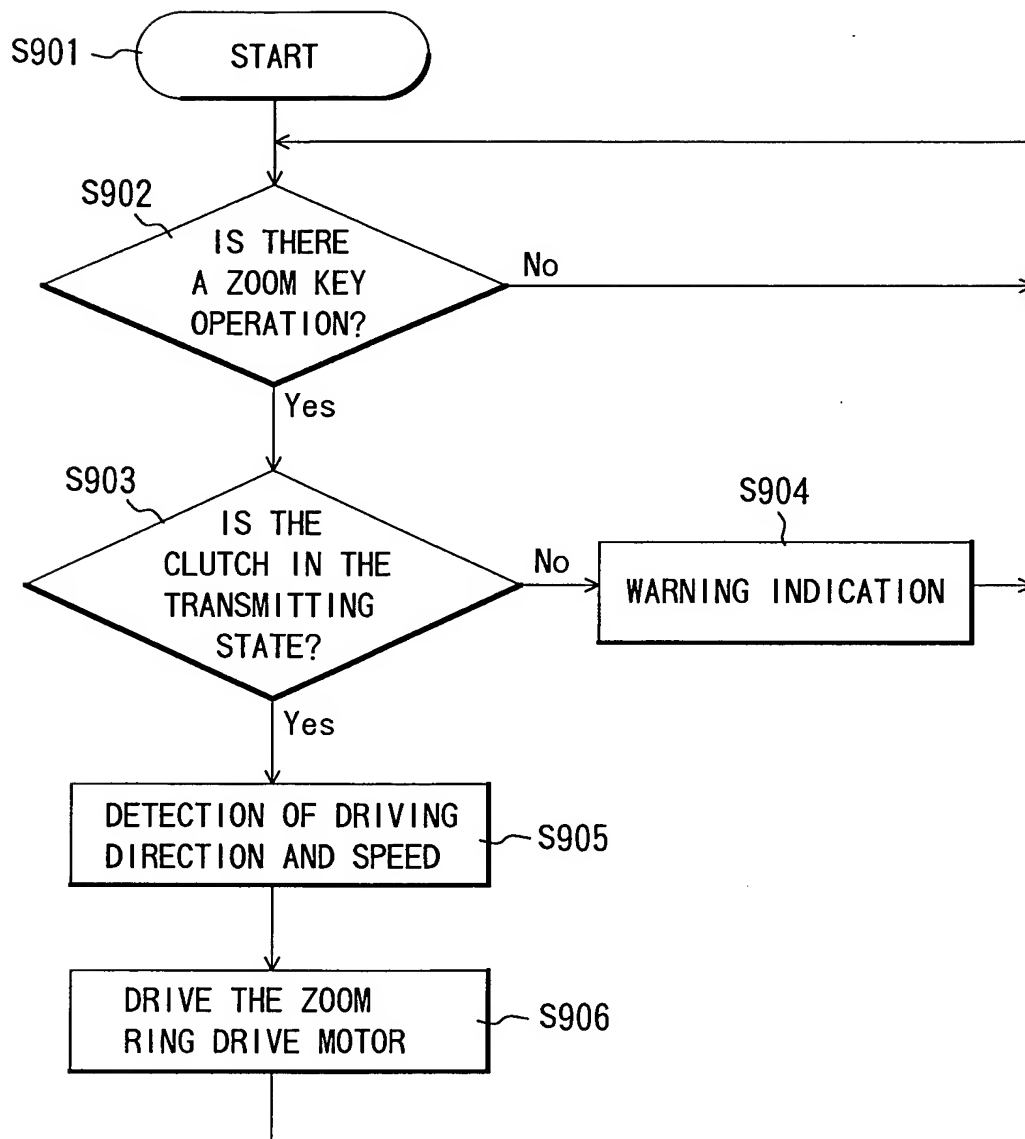 S901
START
S902
IS THERE
A ZOOM KEY
OPERATION?
No
Yes
S903
IS THE
CLUTCH IN THE
TRANSMITTING
STATE?
No
S904
WARNING INDICATION
Yes
DETECTION OF DRIVING
DIRECTION AND SPEED
S905
DRIVE THE ZOOM
RING DRIVE MOTOR
S906